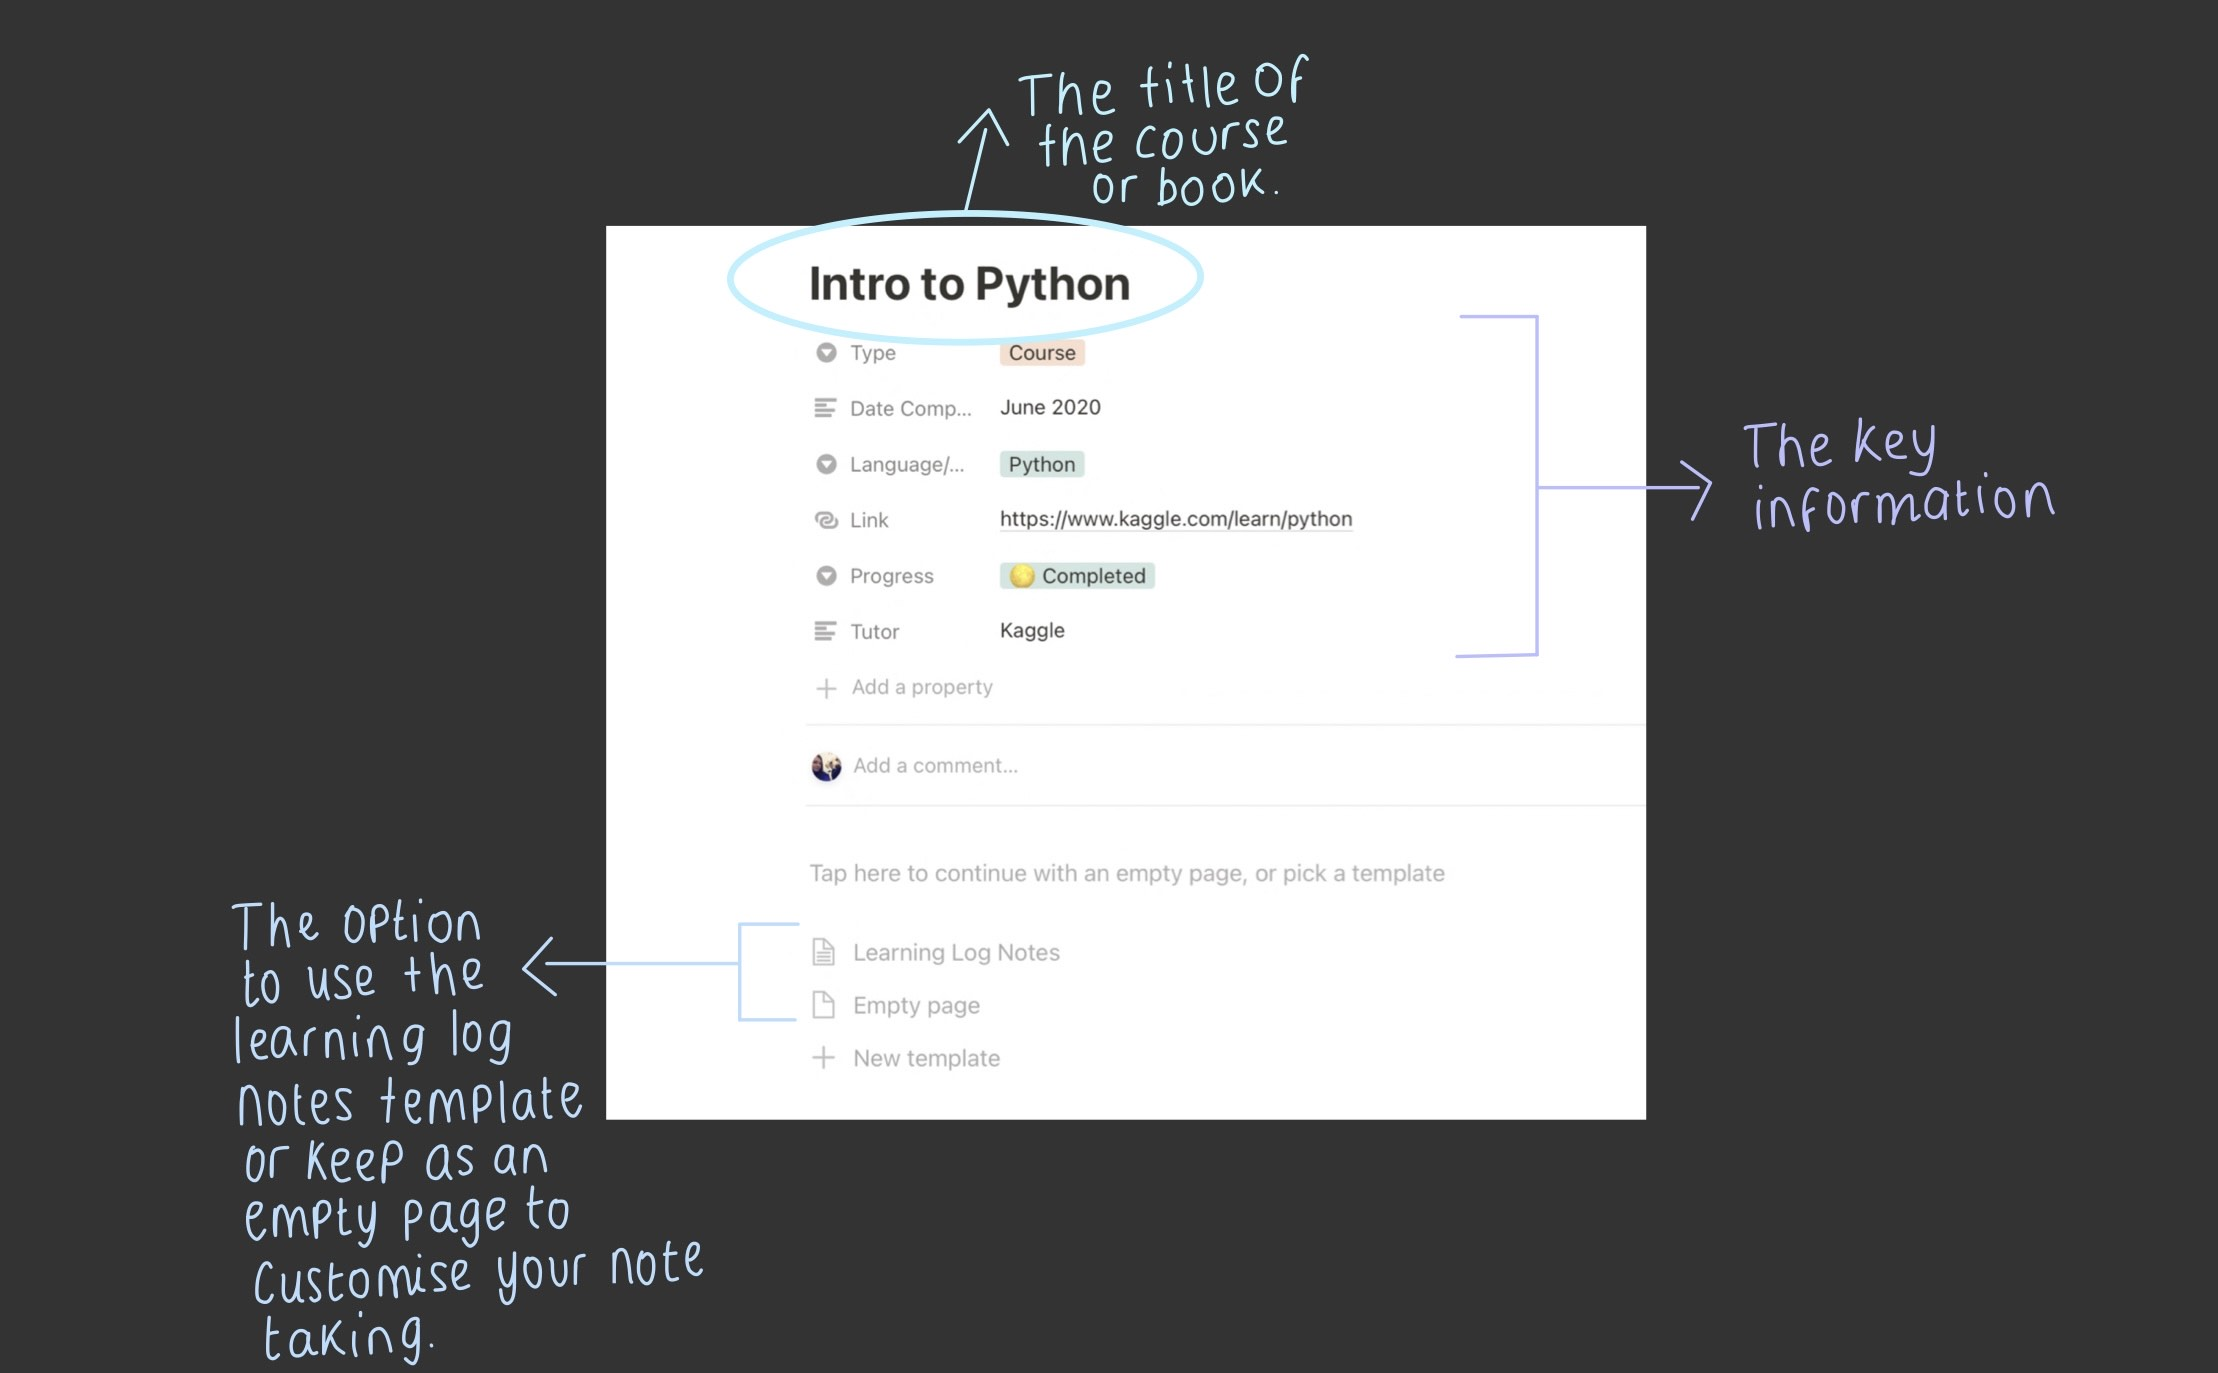 The title of
the course
or book.
Intro to Python
Type Course
Date Comp... June 2020
Language/... Python
Link https://www.kaggle.com/learn/python
Progress Completed
Tutor Kaggle
Add a property
The key
information
Add a comment...
Tap here to continue with an empty page, or pick a template
Learning Log Notes
Empty page
New template
The option
to use the
learning log
notes template
or keep as an
empty page to
customise your note
taking.